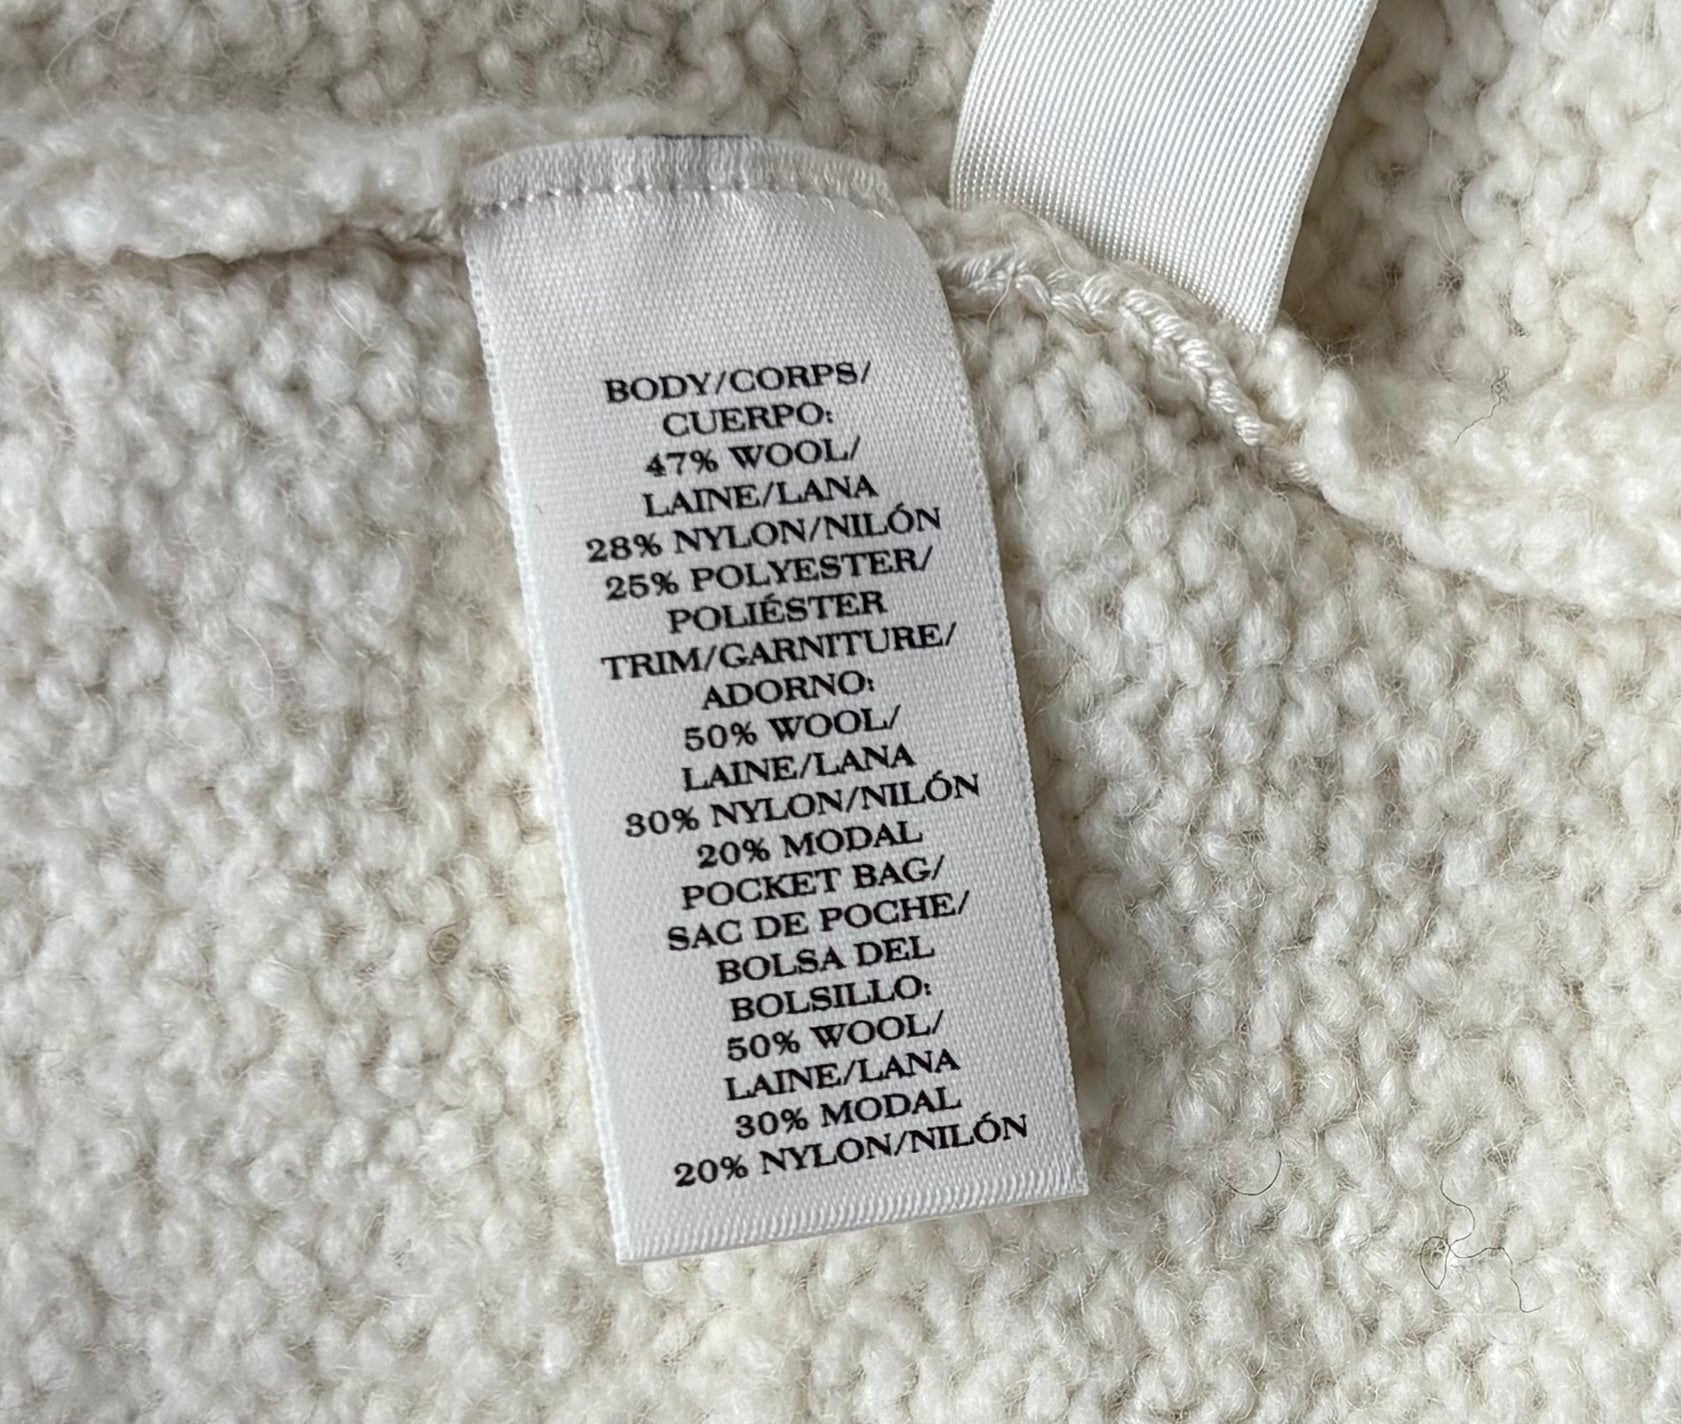 BODY/CORPS/
CUERPO:
47% WOOL/
LAINE/LANA
28% NYLON/NILÓN
25% POLYESTER/
POLIÉSTER
TRIM/GARNITURE/
ADORNO:
50% WOOL/
LAINE/LANA
30% NYLON/NILÓN
20% MODAL
POCKET BAG/
SAC DE POCHE/
BOLSA DEL
BOLSILLO:
50% WOOL/
LAINE/LANA
30% MODAL
20% NYLON/NILÓN